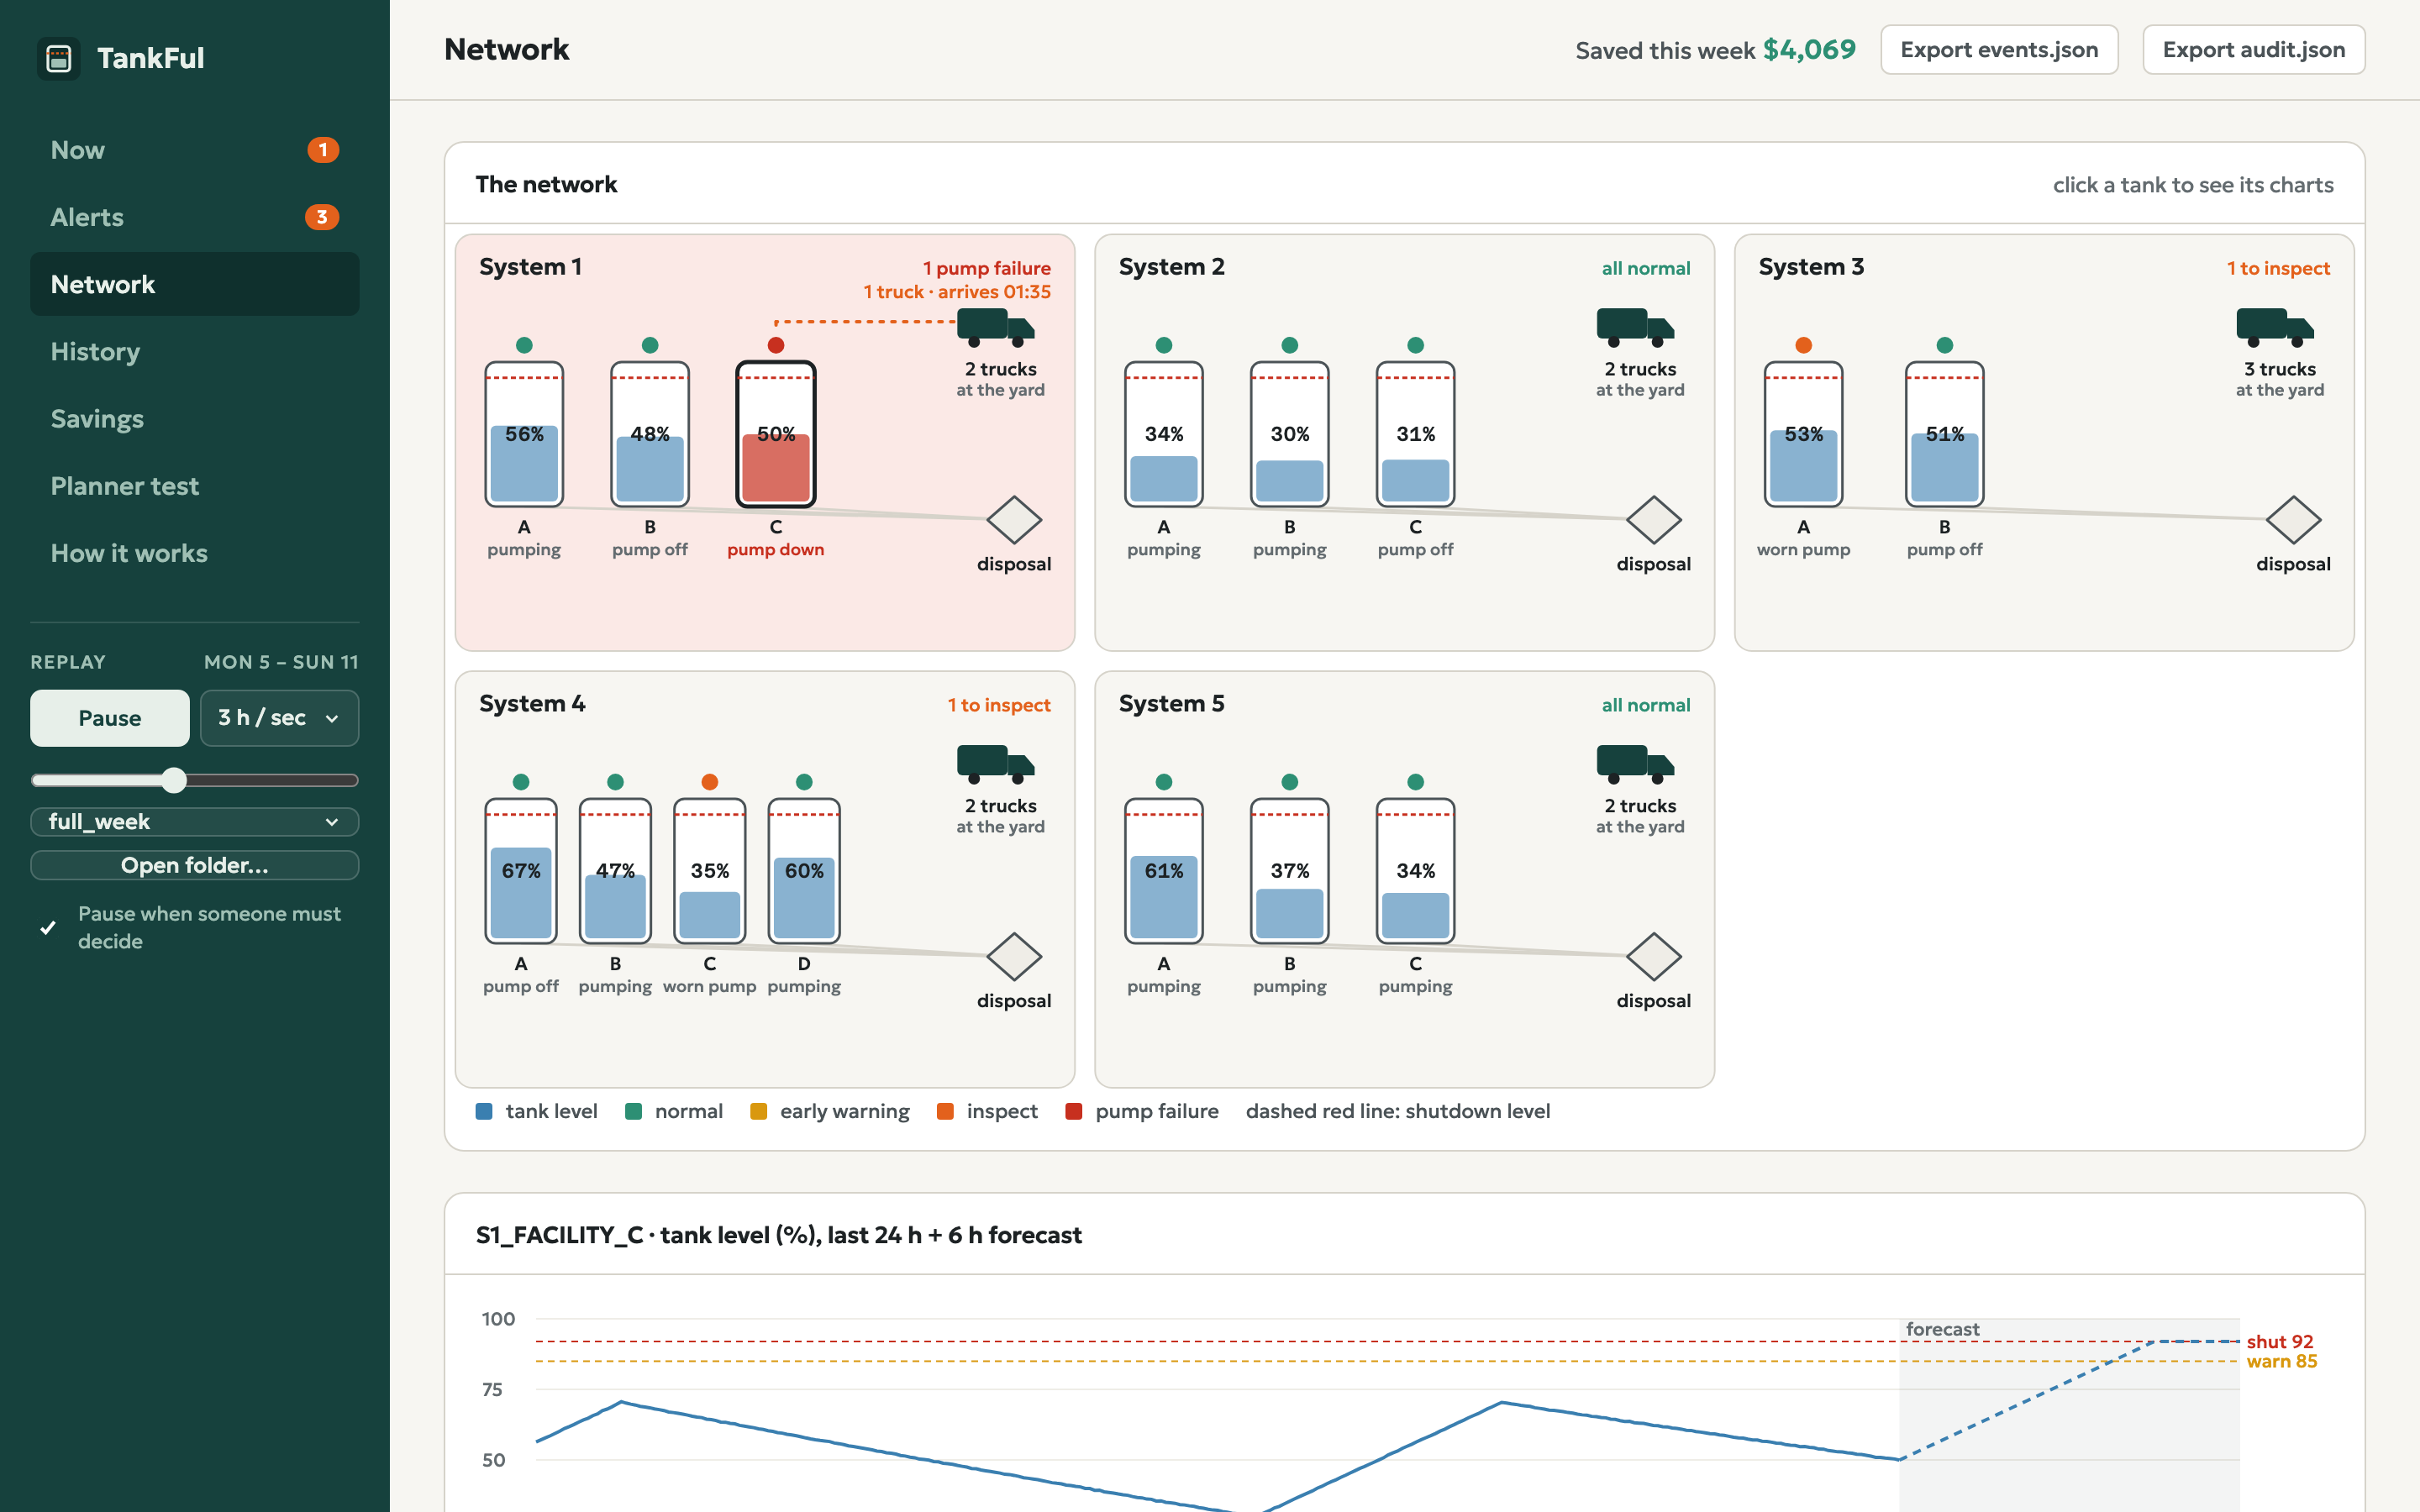 TankFul
Now 1
Alerts 3
Network
History
Savings
Planner test
How it works
REPLAY MON 5 – SUN 11
Pause 3 h / sec
full_week
Open folder...
Pause when someone must
decide
Network
Saved this week $4,069 Export events.json Export audit.json
The network click a tank to see its charts
System 1 1 pump failure
1 truck · arrives 01:35
2 trucks
at the yard
56% 48% 50%
A B C
pumping pump off pump down
disposal
System 2 all normal
2 trucks
at the yard
34% 30% 31%
A B C
pumping pumping pump off
disposal
System 3 1 to inspect
3 trucks
at the yard
53% 51%
A B
worn pump pump off
disposal
System 4 1 to inspect
2 trucks
at the yard
67% 47% 35% 60%
A B C D
pump off pumping worn pump pumping
disposal
System 5 all normal
2 trucks
at the yard
61% 37% 34%
A B C
pumping pumping pumping
disposal
tank level normal early warning inspect pump failure dashed red line: shutdown level
S1_FACILITY_C · tank level (%), last 24 h + 6 h forecast
100
forecast
shut 92
warn 85
75
50